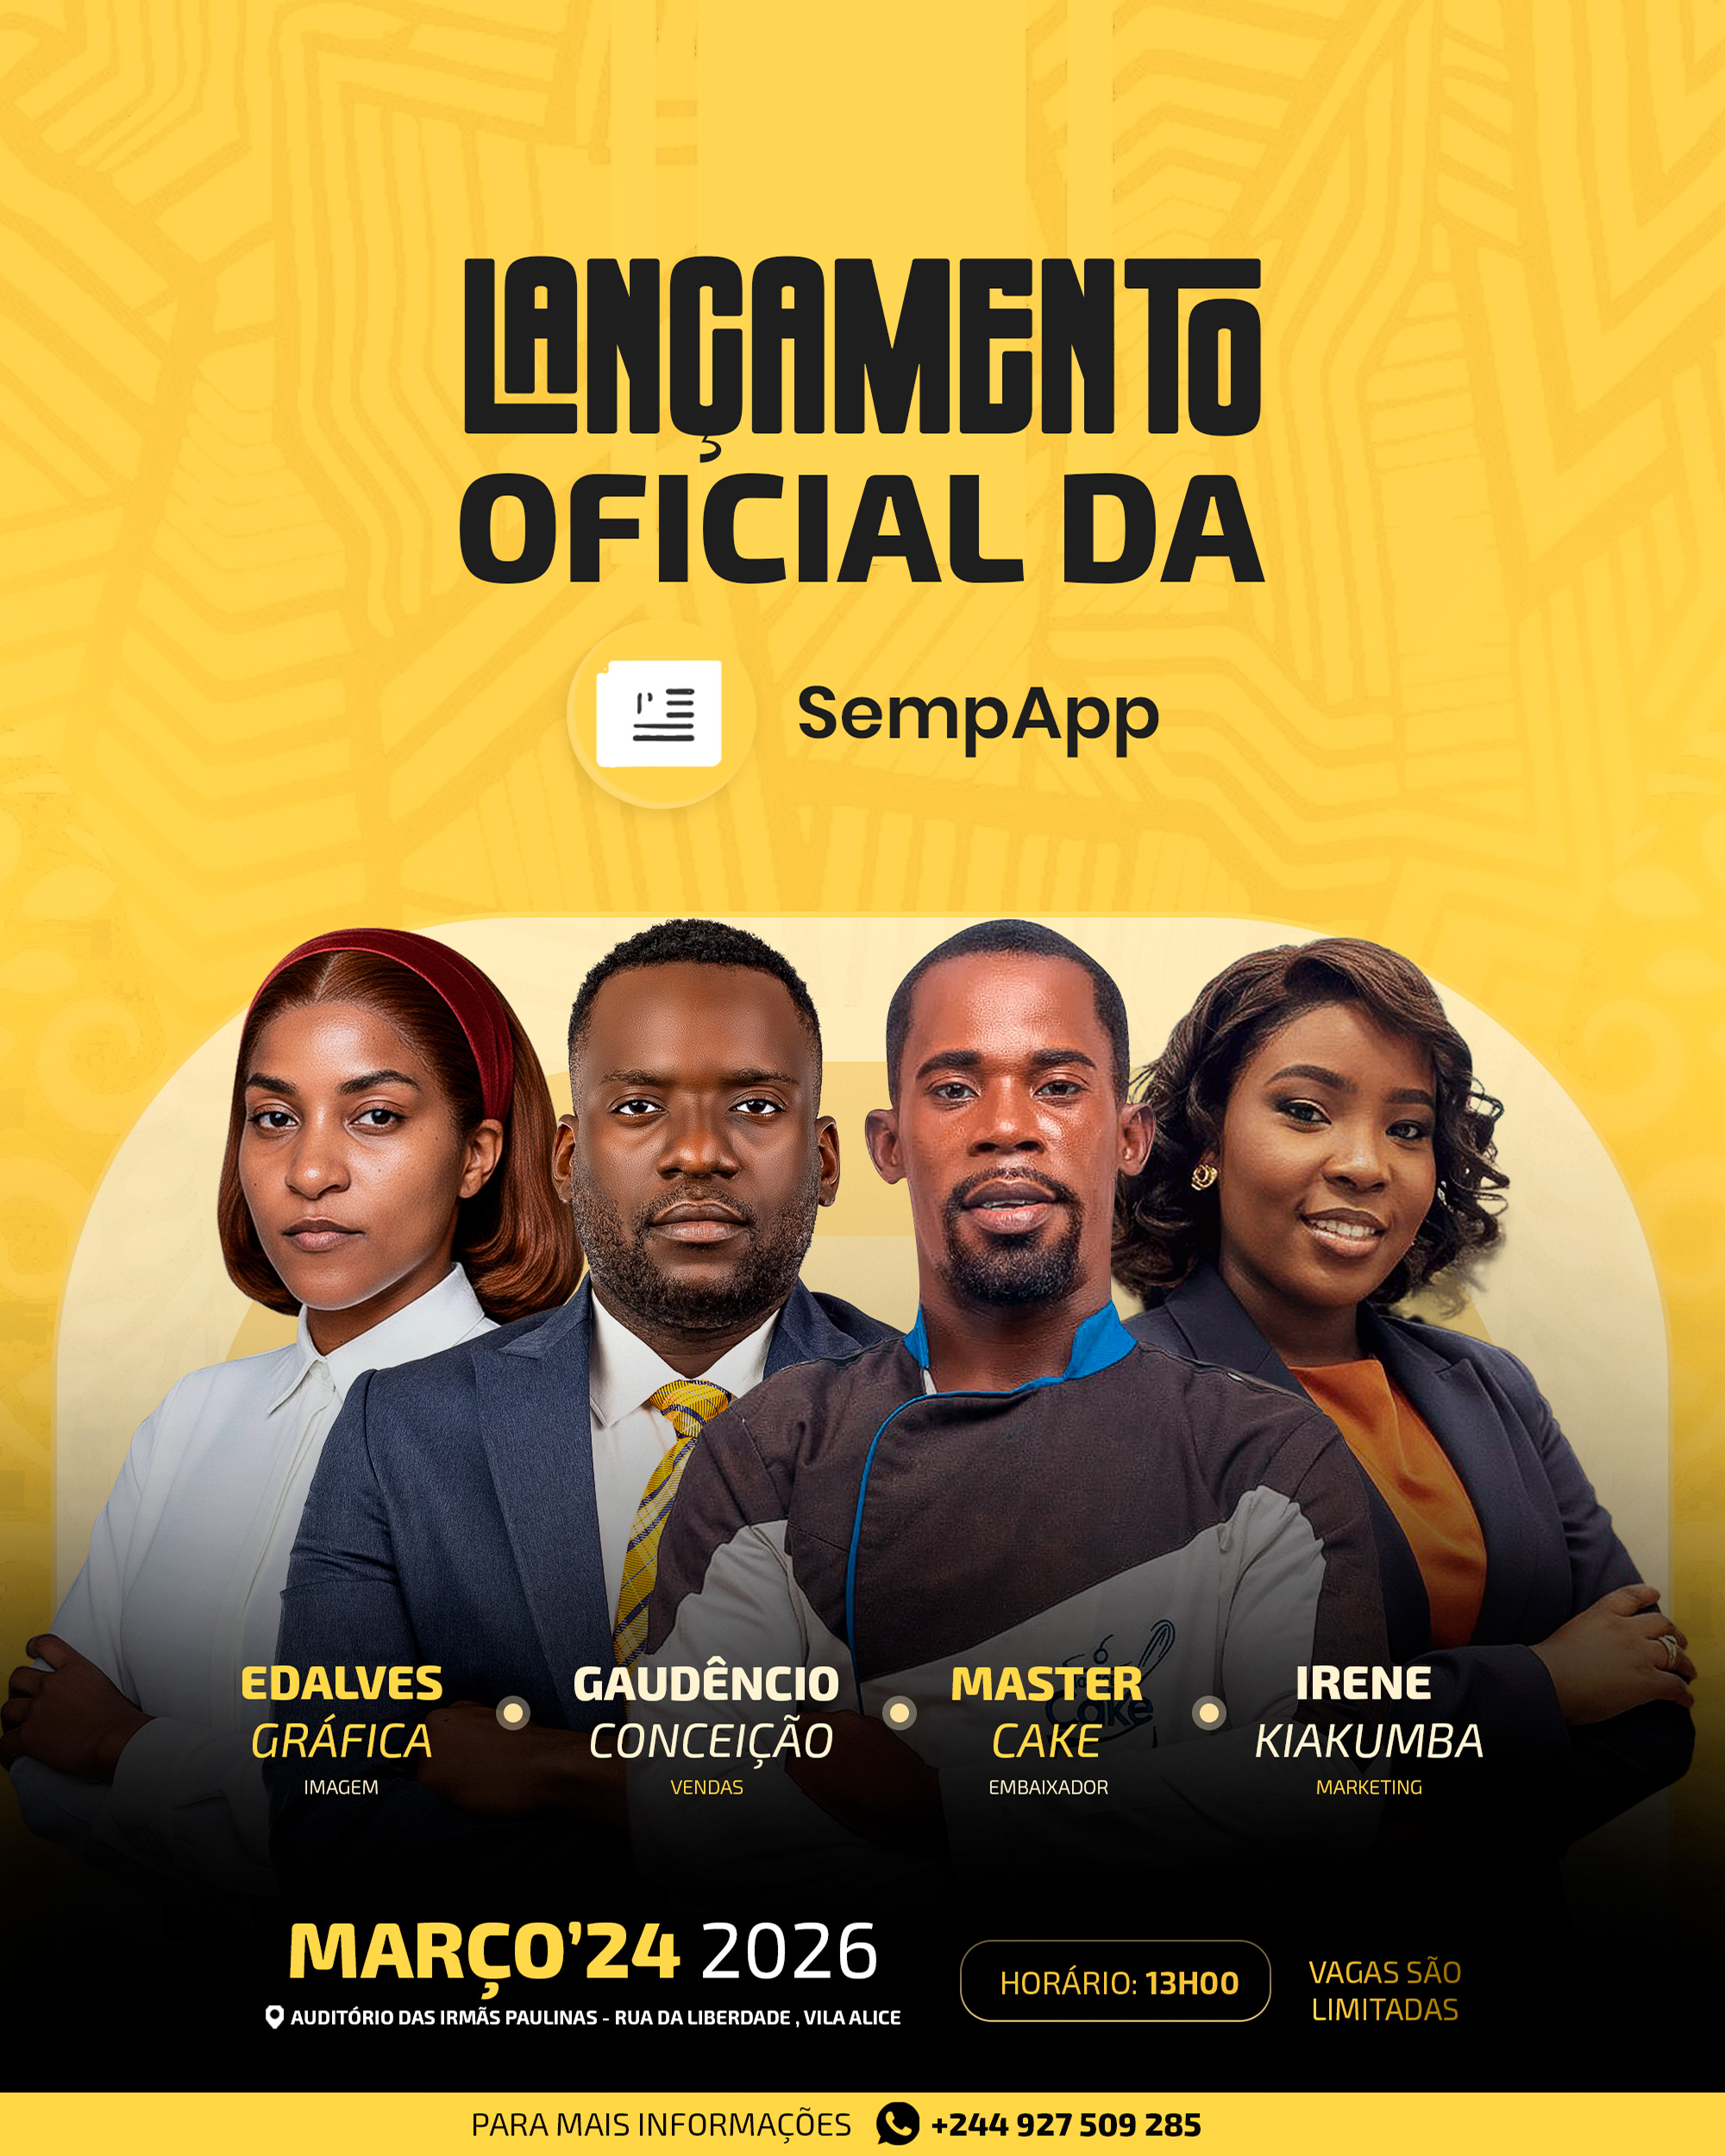 LANÇAMENTO
OFICIAL DA
SempApp
EDALVES
GRÁFICA
IMAGEM
GAUDÊNCIO
CONCEIÇÃO
VENDAS
MASTER
CAKE
EMBAIXADOR
IRENE
KIAKUMBA
MARKETING
Cake
MARÇO’24 2026
AUDITÓRIO DAS IRMÃS PAULINAS - RUA DA LIBERDADE , VILA ALICE
HORÁRIO: 13H00
VAGAS SÃO
LIMITADAS
PARA MAIS INFORMAÇÕES +244 927 509 285